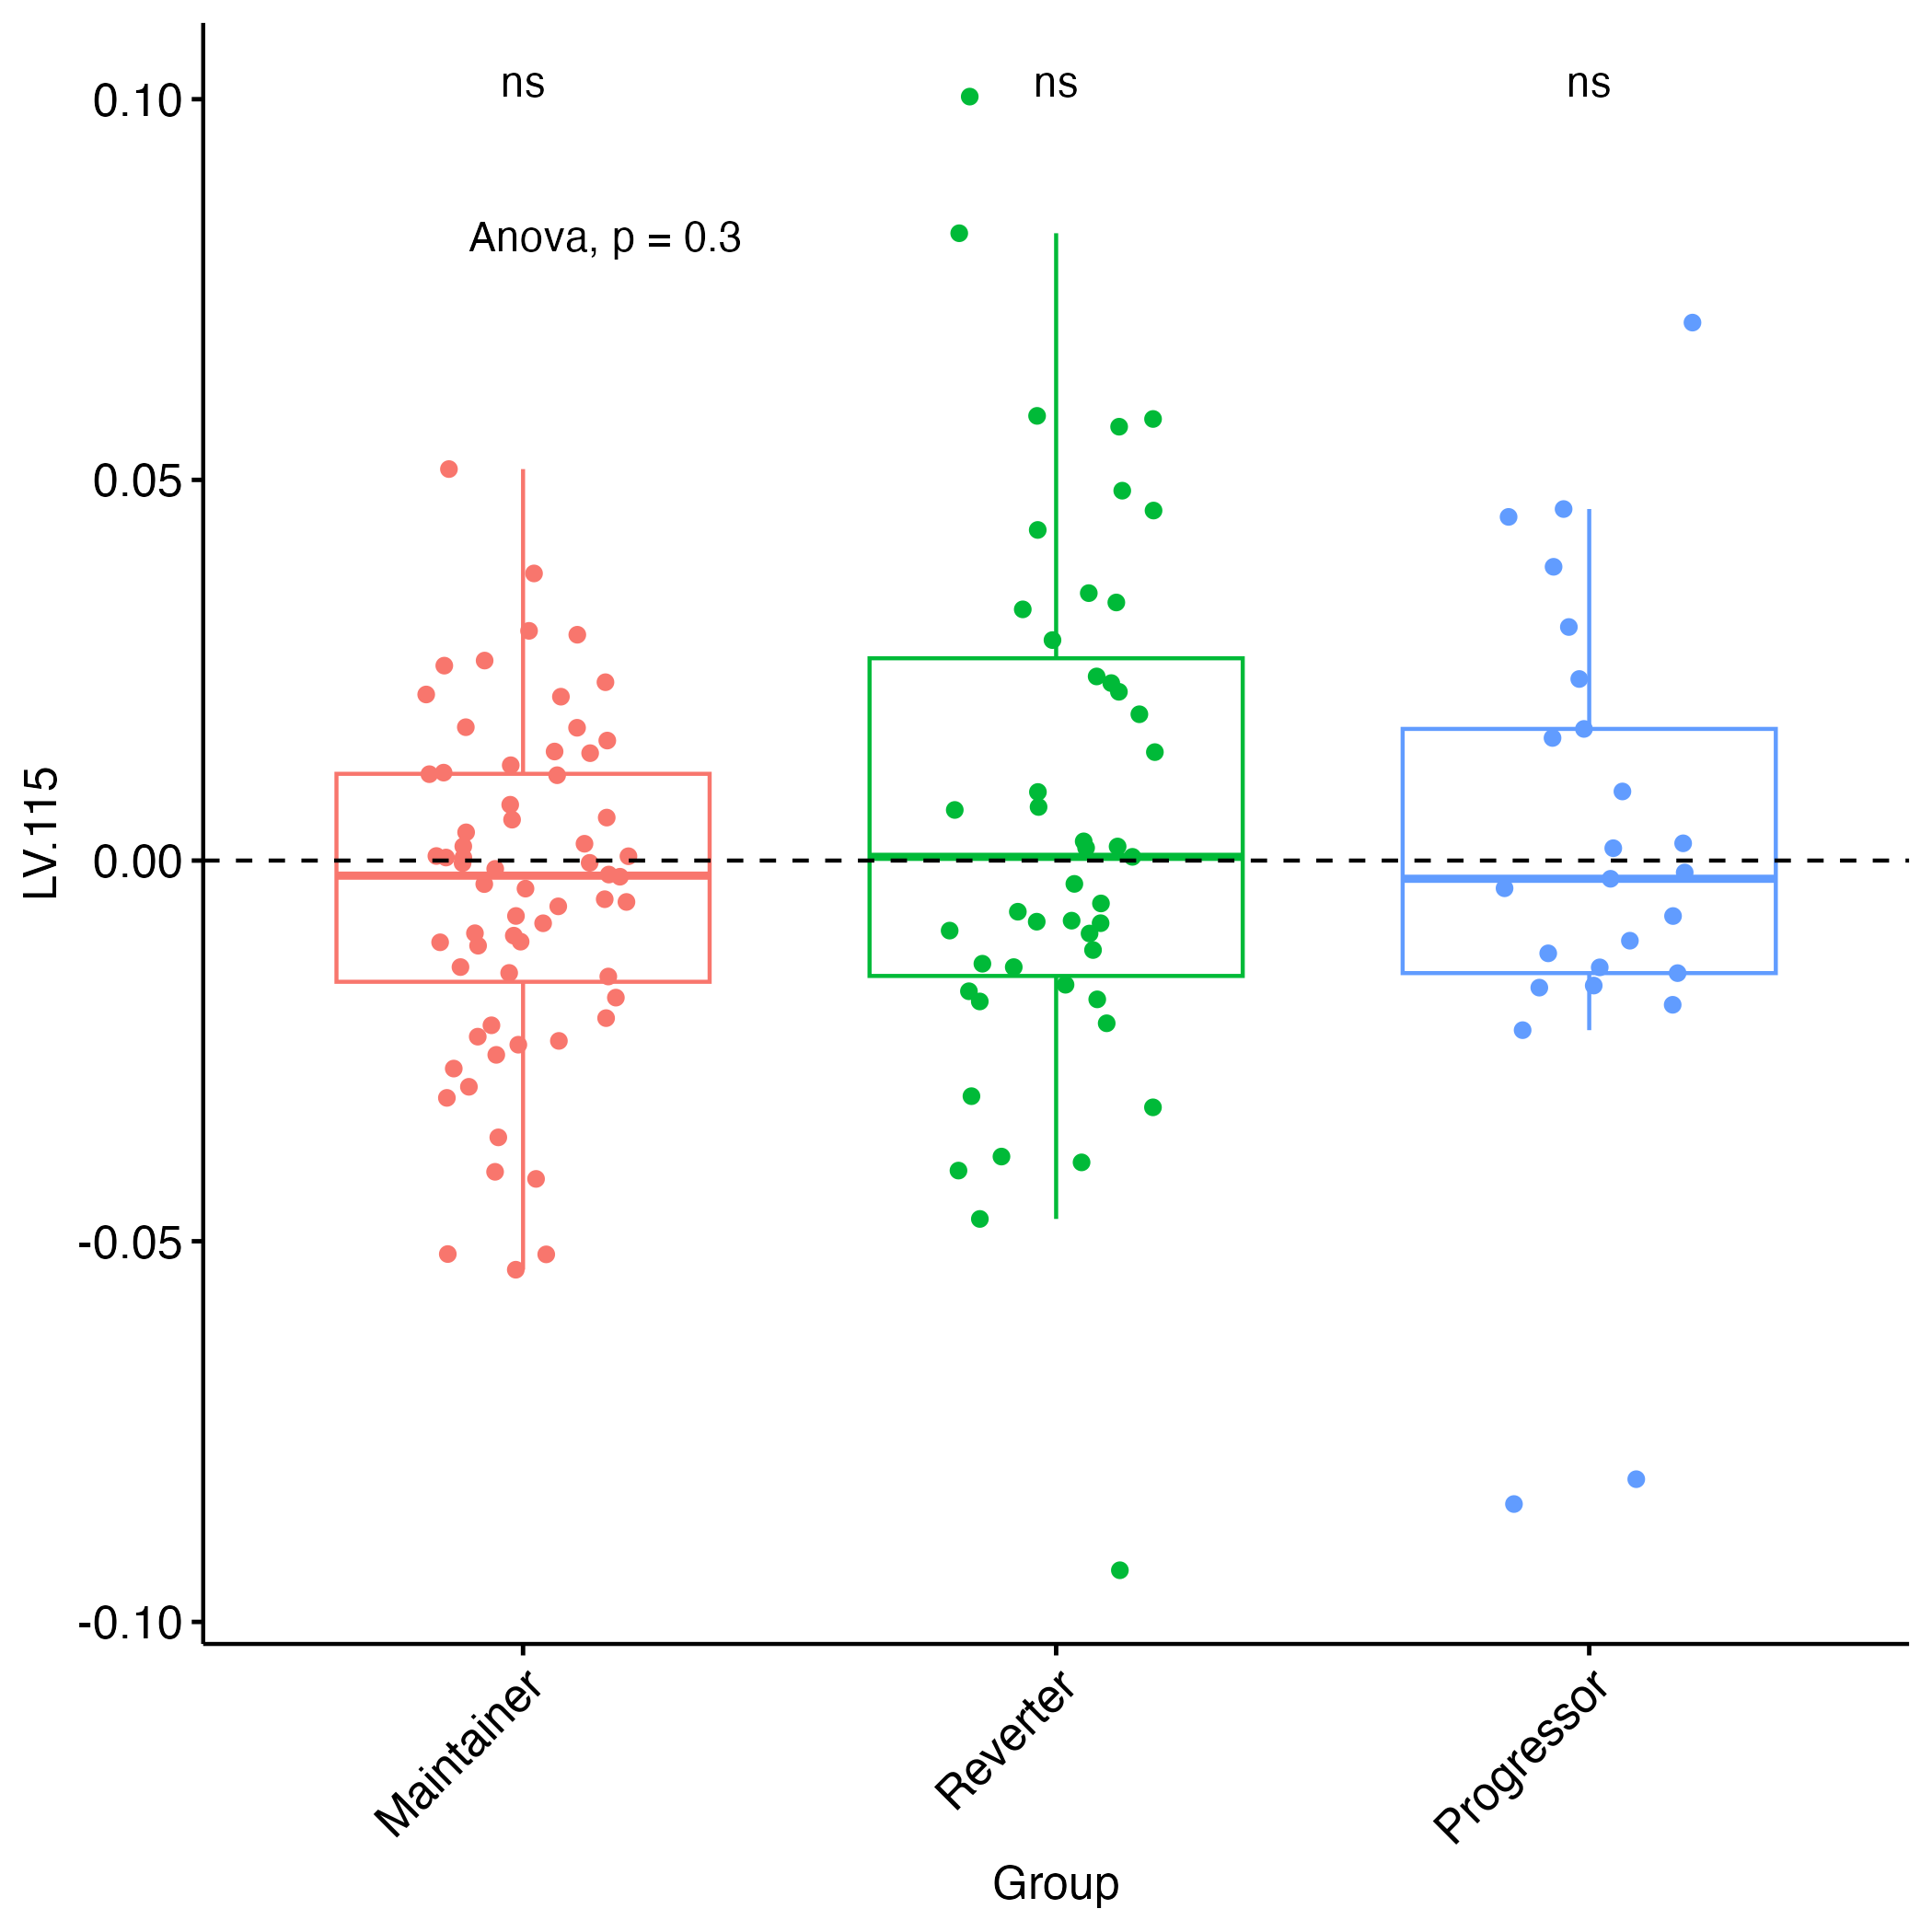 ns ns ns
Anova, p = 0.3
0.10
0.05
0.00
-0.05
-0.10
LV.115
Maintainer
Reverter
Progressor
Group